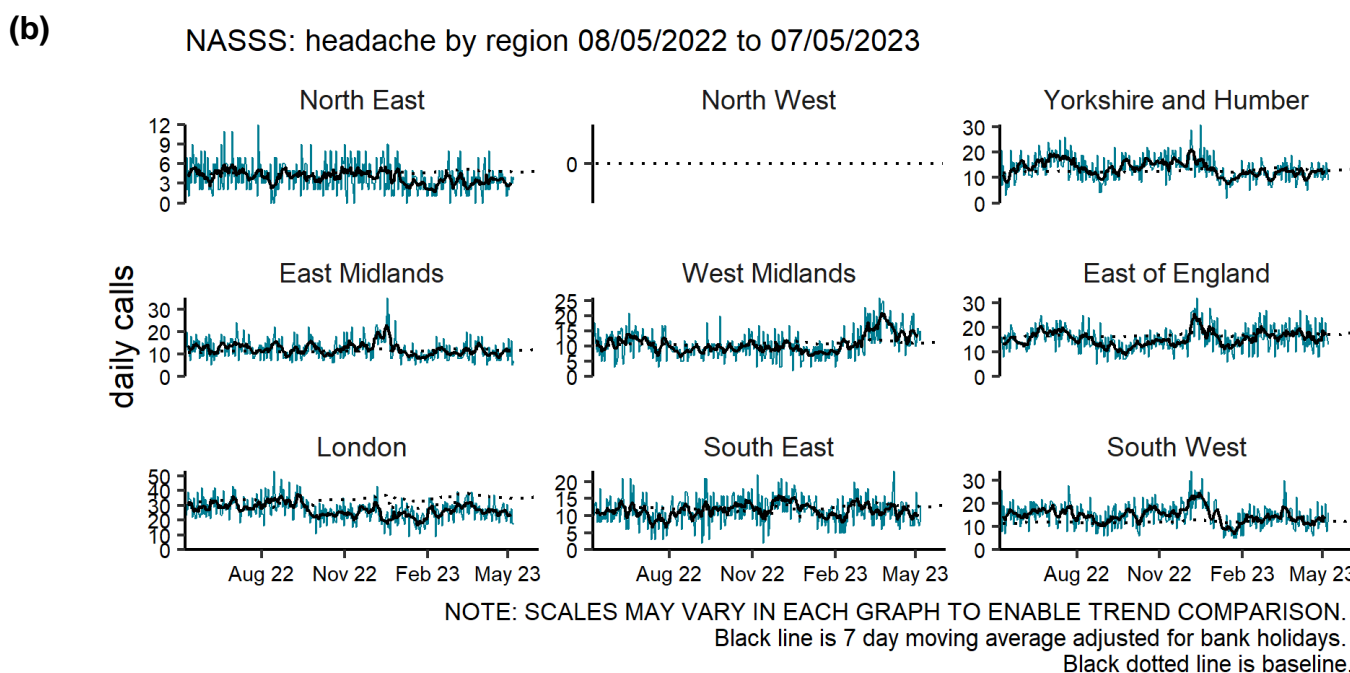 (b)
NASSS: headache by region 08/05/2022 to 07/05/2023
North East
North West
Yorkshire and Humber
12
9
6
3
0
0
30
20
10
0
East Midlands
West Midlands
East of England
daily calls
30
20
10
0
25
20
15
10
5
0
30
20
10
0
London
South East
South West
50
40
30
20
10
0
20
15
10
5
0
30
20
10
0
Aug 22 Nov 22 Feb 23 May 23
Aug 22 Nov 22 Feb 23 May 23
Aug 22 Nov 22 Feb 23 May 23
NOTE: SCALES MAY VARY IN EACH GRAPH TO ENABLE TREND COMPARISON.
Black line is 7 day moving average adjusted for bank holidays.
Black dotted line is baseline.